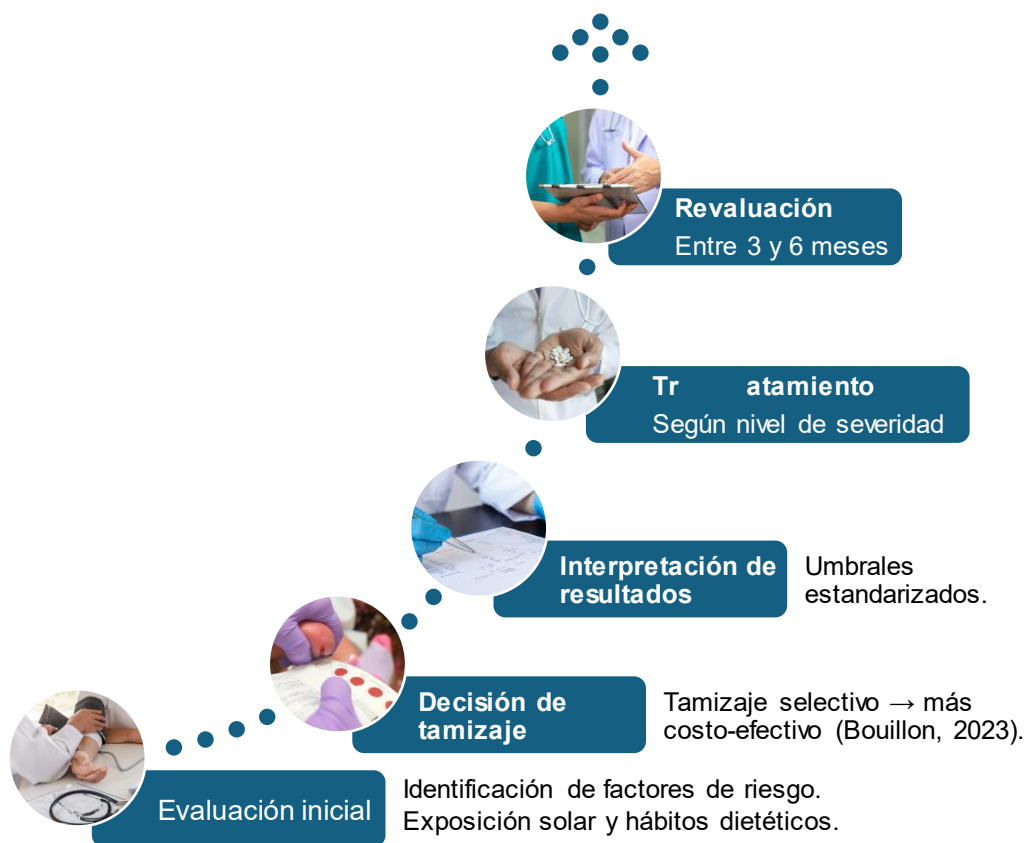 Revaluación
Entre 3 y 6 meses
Tr atamiento
Según nivel de severidad
Interpretación de
resultados
Umbrales
estandarizados.
Decisión de
tamizaje
Tamizaje selectivo → más
costo-efectivo (Bouillon, 2023).
Evaluación inicial
Identificación de factores de riesgo.
Exposición solar y hábitos dietéticos.